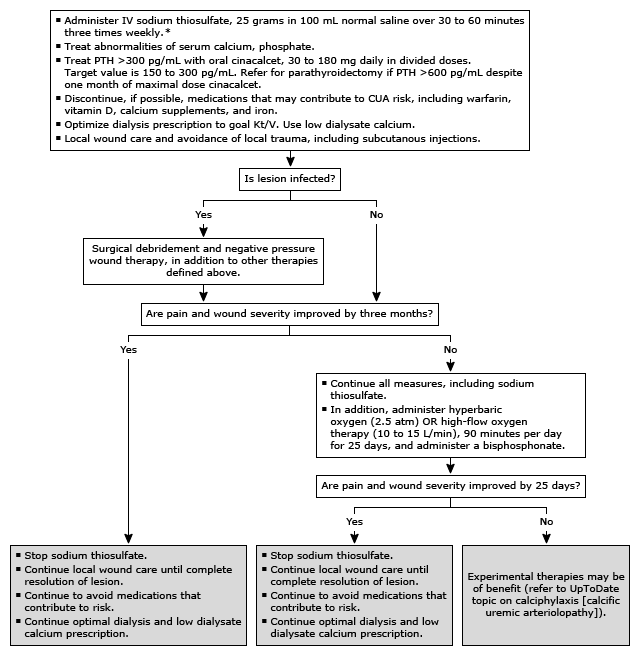 ▪ Administer IV sodium thiosulfate, 25 grams in 100 mL normal saline over 30 to 60 minutes
three times weekly.*
▪ Treat abnormalities of serum calcium, phosphate.
▪ Treat PTH >300 pg/mL with oral cinacalcet, 30 to 180 mg daily in divided doses.
Target value is 150 to 300 pg/mL. Refer for parathyroidectomy if PTH >600 pg/mL despite
one month of maximal dose cinacalcet.
▪ Discontinue, if possible, medications that may contribute to CUA risk, including warfarin,
vitamin D, calcium supplements, and iron.
▪ Optimize dialysis prescription to goal Kt/V. Use low dialysate calcium.
▪ Local wound care and avoidance of local trauma, including subcutanous injections.
Is lesion infected?
Yes
No
Surgical debridement and negative pressure
wound therapy, in addition to other therapies
defined above.
Are pain and wound severity improved by three months?
Yes
No
▪ Continue all measures, including sodium
thiosulfate.
▪ In addition, administer hyperbaric
oxygen (2.5 atm) OR high-flow oxygen
therapy (10 to 15 L/min), 90 minutes per day
for 25 days, and administer a bisphosphonate.
Are pain and wound severity improved by 25 days?
Yes
No
▪ Stop sodium thiosulfate.
▪ Continue local wound care until complete
resolution of lesion.
▪ Continue to avoid medications that
contribute to risk.
▪ Continue optimal dialysis and low dialysate
calcium prescription.
▪ Stop sodium thiosulfate.
▪ Continue local wound care until
complete resolution of lesion.
▪ Continue to avoid medications that
contribute to risk.
▪ Continue optimal dialysis and low
dialysate calcium prescription.
Experimental therapies may be
of benefit (refer to UpToDate
topic on calciphylaxis [calcific
uremic arteriolopathy]).